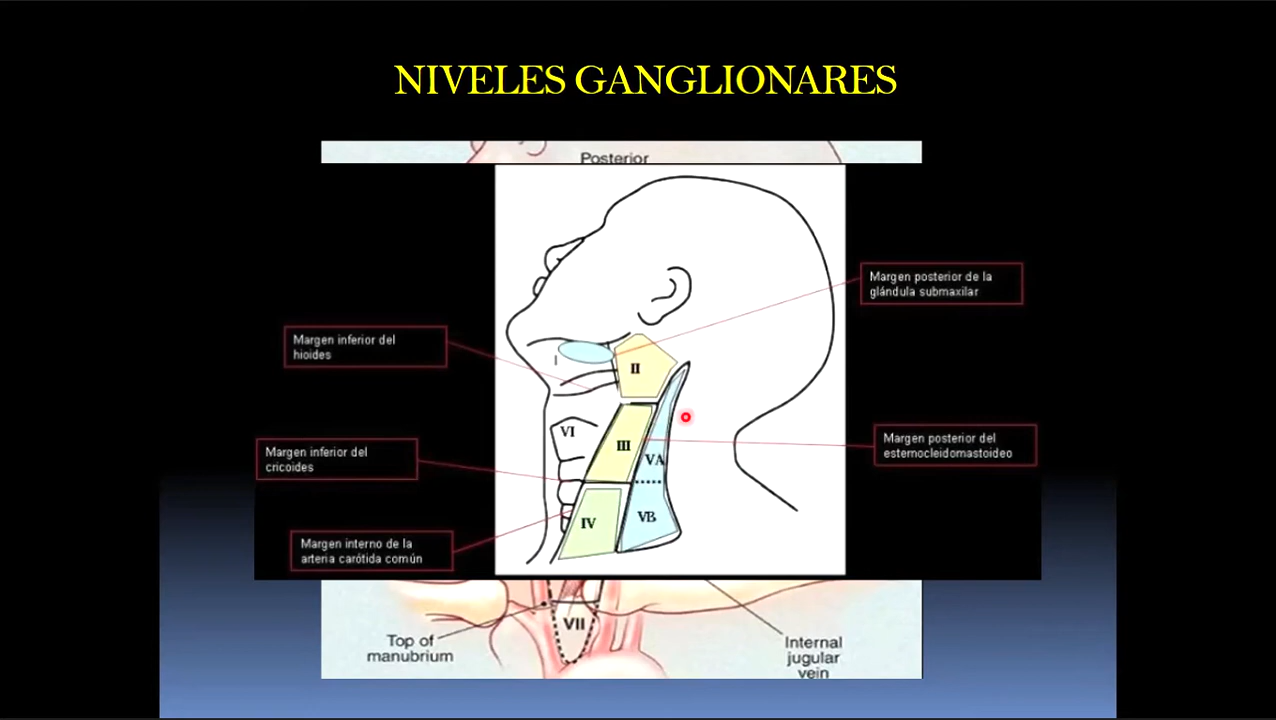 NIVELES GANGLIONARES
Posterior
Margen posterior de la
glándula submaxilar
Margen inferior del
hioides
I
II
VI
III
VA
Margen posterior del
esternocleidomastoideo
Margen inferior del
cricoides
IV
VB
Margen interno de la
arteria carótida común
VII
Top of
manubrium
Internal
jugular
vein